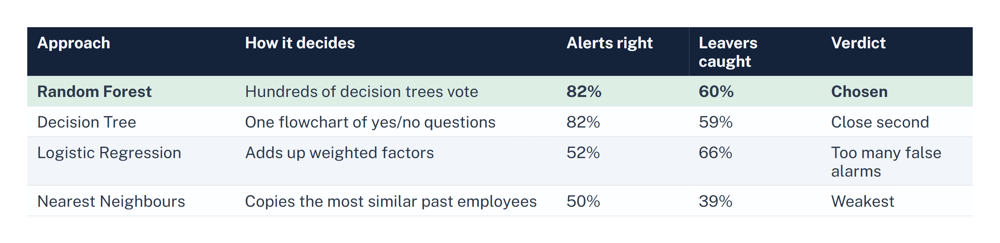 Approach How it decides Alerts right Leavers caught Verdict
Random Forest Hundreds of decision trees vote 82% 60% Chosen
Decision Tree One flowchart of yes/no questions 82% 59% Close second
Logistic Regression Adds up weighted factors 52% 66% Too many false alarms
Nearest Neighbours Copies the most similar past employees 50% 39% Weakest